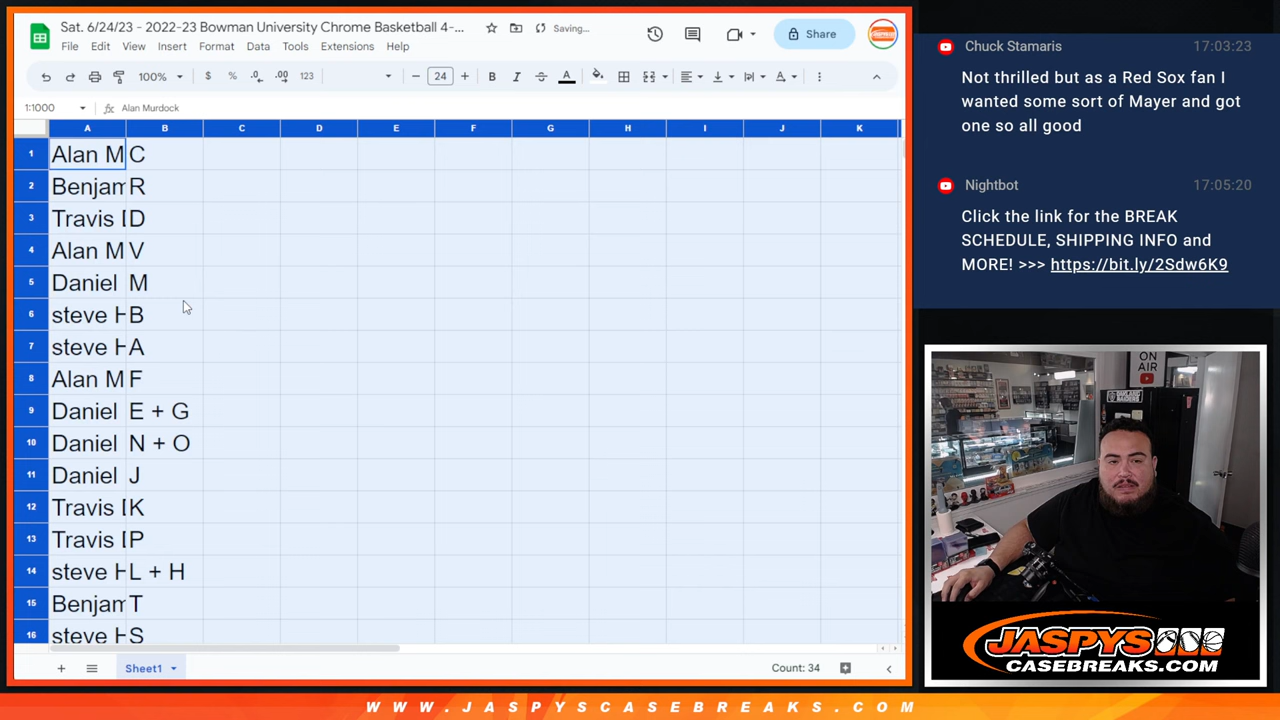 Sat. 6/24/23 - 2022-23 Bowman University Chrome Basketball 4-... Saving...
File Edit View Insert Format Data Tools Extensions Help
Share
100% $ % .0 .00 123 24 B I A
1:1000 fx Alan Murdock
A B C D E F G H I J K
1 Alan M C
2 Benjam R
3 Travis D
4 Alan M V
5 Daniel M
6 steve H B
7 steve H A
8 Alan M F
9 Daniel E + G
10 Daniel N + O
11 Daniel J
12 Travis K
13 Travis P
14 steve H L + H
15 Benjam T
16 steve H S
Sheet1 Count: 34
Chuck Stamaris 17:03:23
Not thrilled but as a Red Sox fan I
wanted some sort of Mayer and got
one so all good
Nightbot 17:05:20
Click the link for the BREAK
SCHEDULE, SHIPPING INFO and
MORE! >>> https://bit.ly/2Sdw6K9
ON
AIR
JASPYS
CASEBREAKS.COM
WWW.JASPYSCASEBREAKS.COM